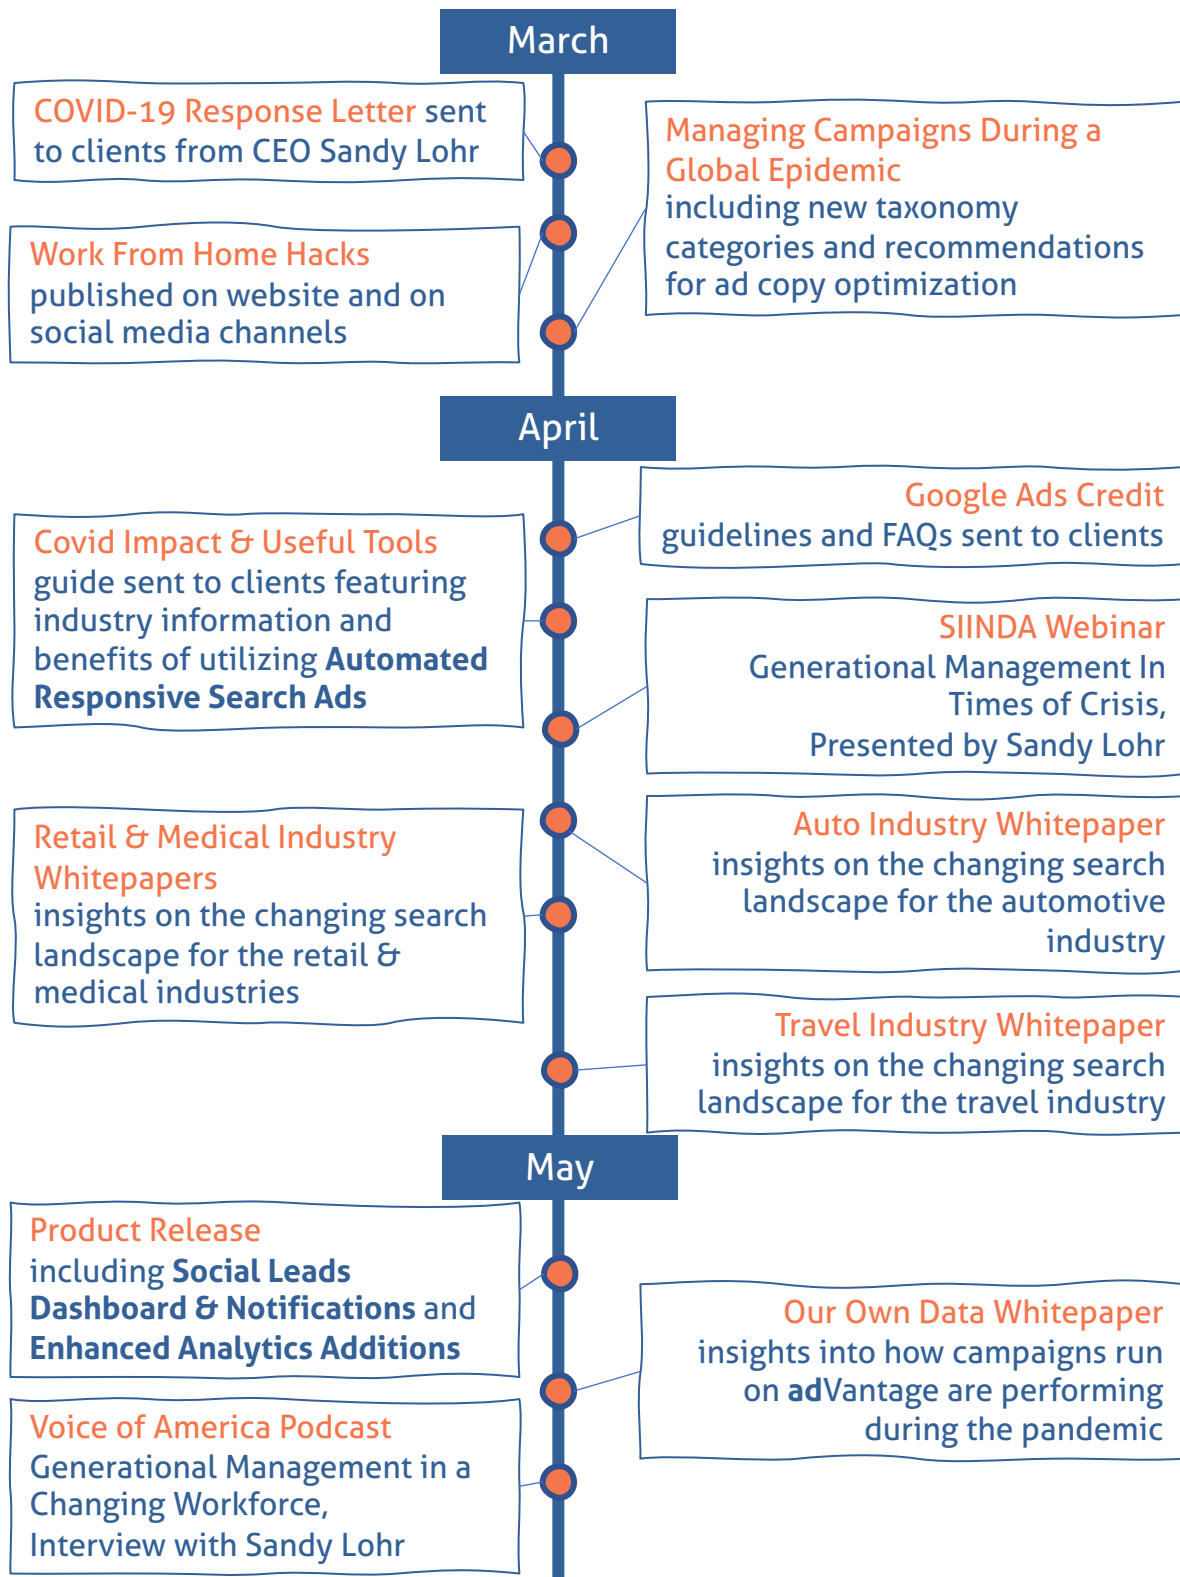 March
COVID-19 Response Letter sent
to clients from CEO Sandy Lohr
Work From Home Hacks
published on website and on
social media channels
Managing Campaigns During a
Global Epidemic
including new taxonomy
categories and recommendations
for ad copy optimization
April
Google Ads Credit
guidelines and FAQs sent to clients
Covid Impact & Useful Tools
guide sent to clients featuring
industry information and
benefits of utilizing Automated
Responsive Search Ads
SIINDA Webinar
Generational Management In
Times of Crisis,
Presented by Sandy Lohr
Auto Industry Whitepaper
insights on the changing search
landscape for the automotive
industry
Retail & Medical Industry
Whitepapers
insights on the changing search
landscape for the retail &
medical industries
Travel Industry Whitepaper
insights on the changing search
landscape for the travel industry
May
Product Release
including Social Leads
Dashboard & Notifications and
Enhanced Analytics Additions
Our Own Data Whitepaper
insights into how campaigns run
on adVantage are performing
during the pandemic
Voice of America Podcast
Generational Management in a
Changing Workforce,
Interview with Sandy Lohr